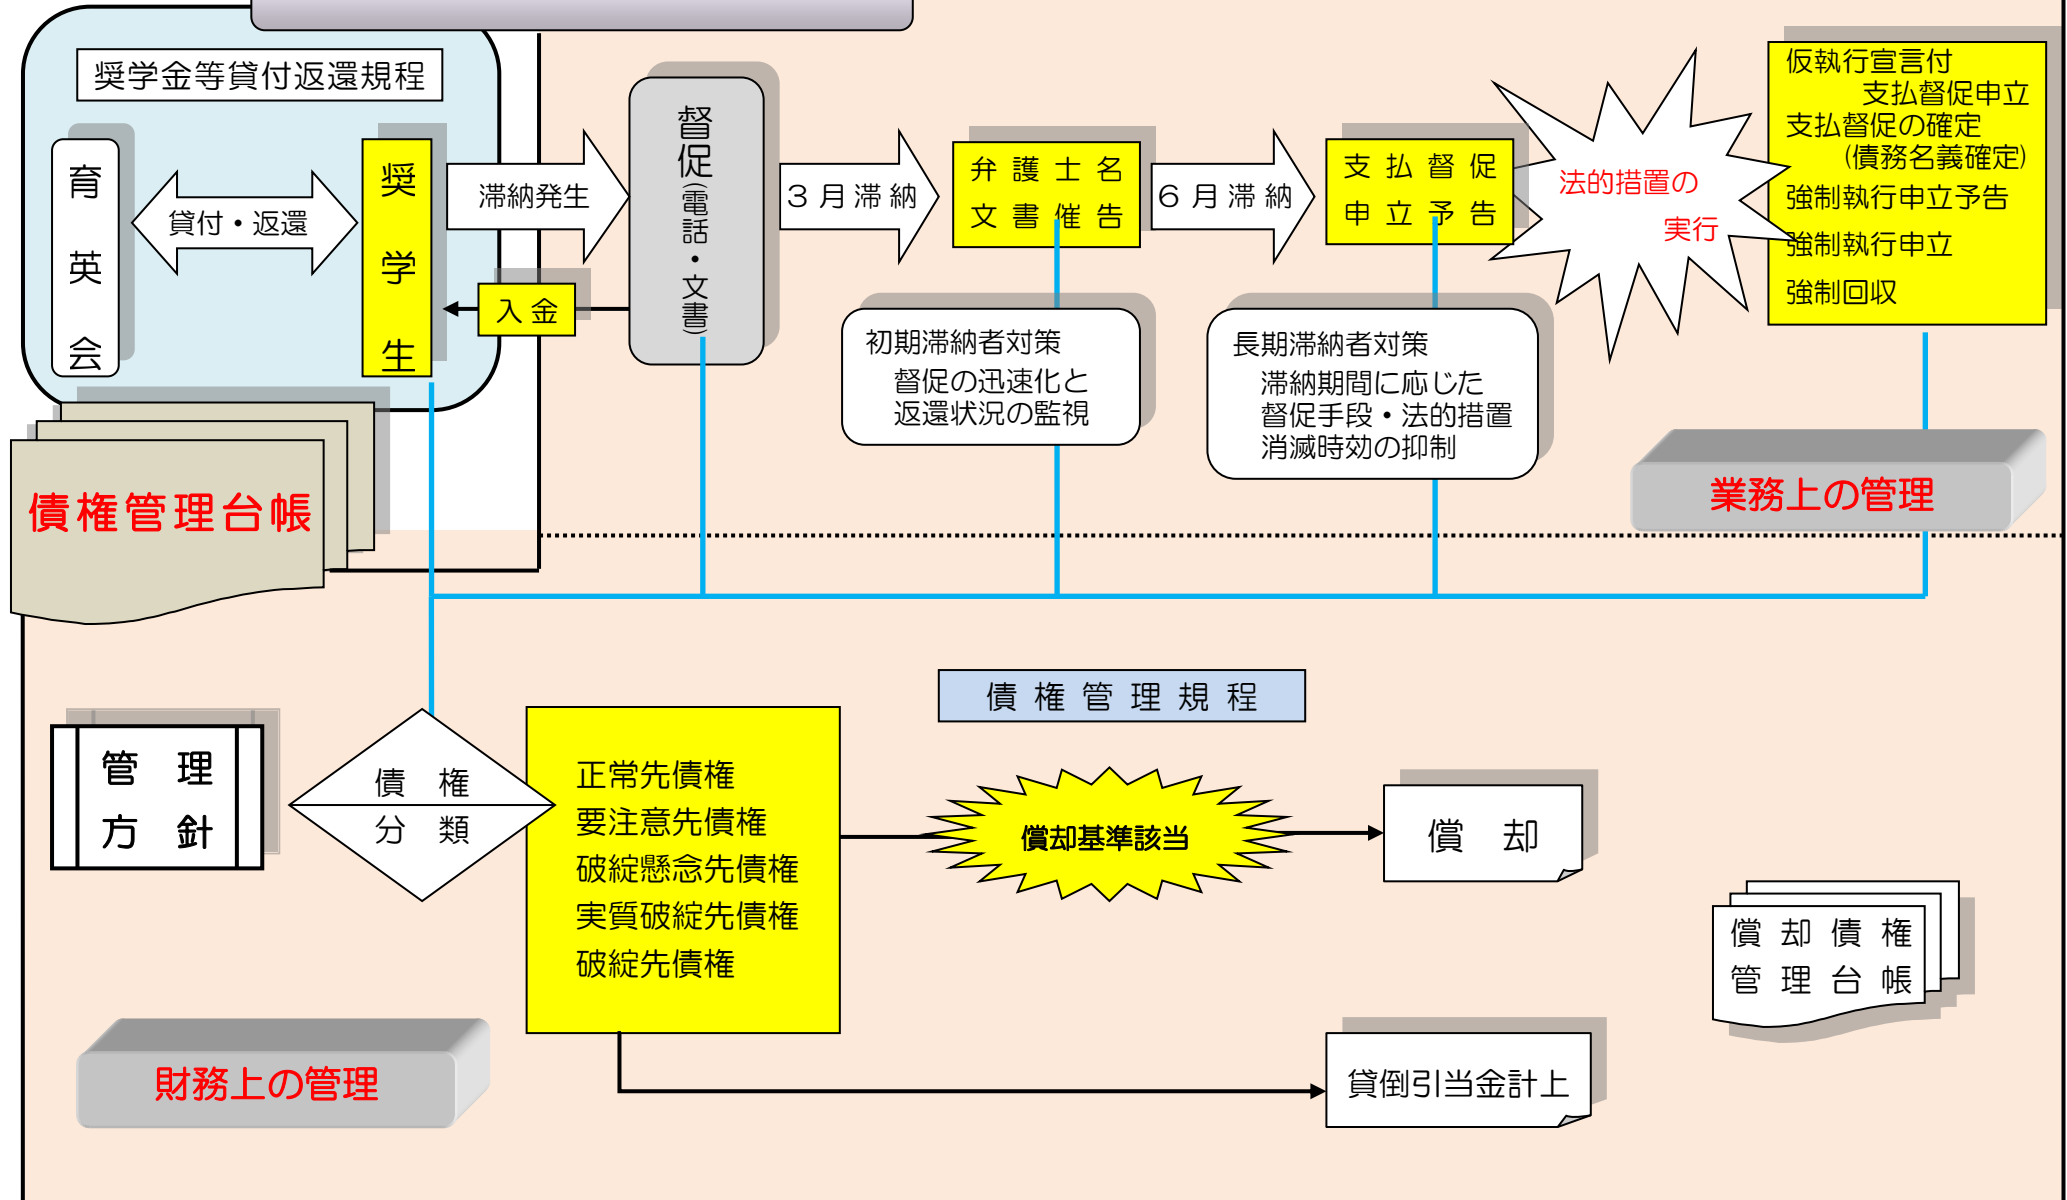 奨学金等貸付返還規程
育英会
貸付・返還
奨学生
滞納発生
入金
督促(電話・文書)
３月滞納
弁護士名
文書催告
６月滞納
支払督促
申立予告
法的措置の
実行
仮執行宣言付
支払督促申立
支払督促の確定
(債務名義確定)
強制執行申立予告
強制執行申立
強制回収
初期滞納者対策
督促の迅速化と
返還状況の監視
長期滞納者対策
滞納期間に応じた
督促手段・法的措置
消滅時効の抑制
債権管理台帳
業務上の管理
債権管理規程
管理
方針
債権
分類
正常先債権
要注意先債権
破綻懸念先債権
実質破綻先債権
破綻先債権
償却基準該当
償却
償却債権
管理台帳
財務上の管理
貸倒引当金計上